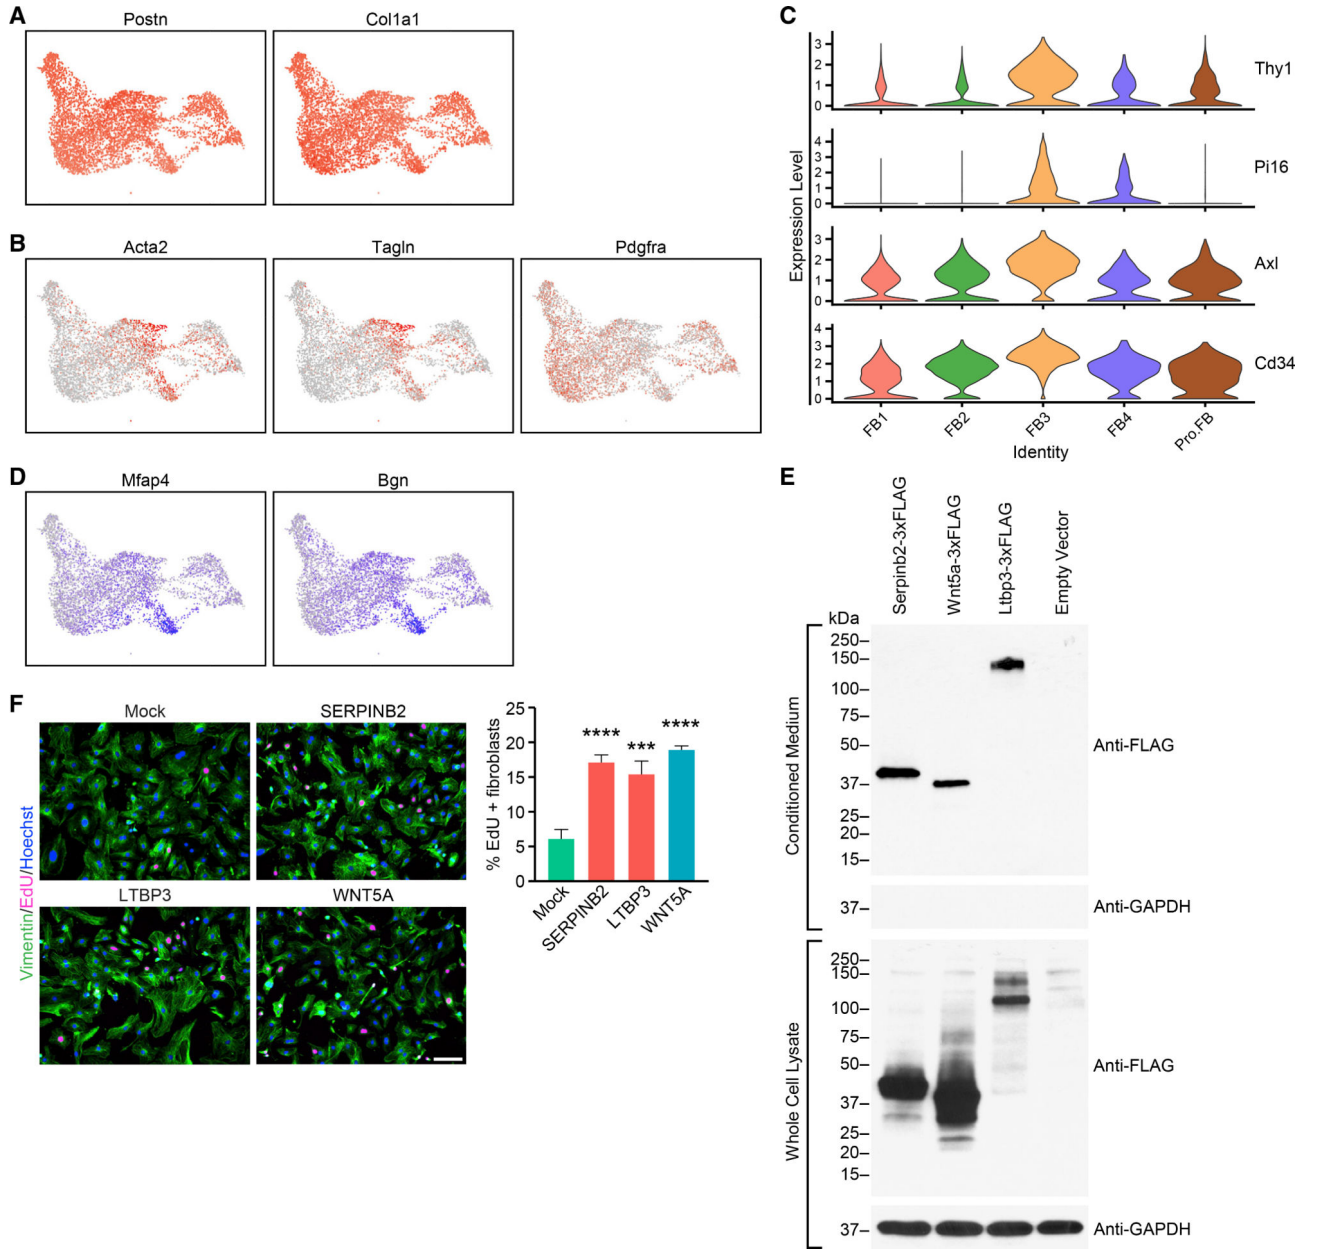 A
Postn
Col1a1
B
Acta2
Tagln
Pdgfra
C
Expression Level
3
2
1
0
Thy1
4
3
2
1
0
Pi16
3
2
1
0
Axl
4
3
2
1
0
Cd34
FB1
FB2
FB3
FB4
Pro.FB
Identity
D
Mfap4
Bgn
E
Serpinb2-3xFLAG
Wnt5a-3xFLAG
Ltbp3-3xFLAG
Empty Vector
kDa
Conditioned Medium
250
150
100
75
50
37
25
20
15
Anti-FLAG
37
Anti-GAPDH
Whole Cell Lysate
250
150
100
75
50
37
25
20
15
Anti-FLAG
37
Anti-GAPDH
F
Vimentin/EdU/Hoechst
Mock
SERPINB2
LTBP3
WNT5A
% EdU + fibroblasts
25
20
15
10
5
0
****
***
****
Mock
SERPINB2
LTBP3
WNT5A